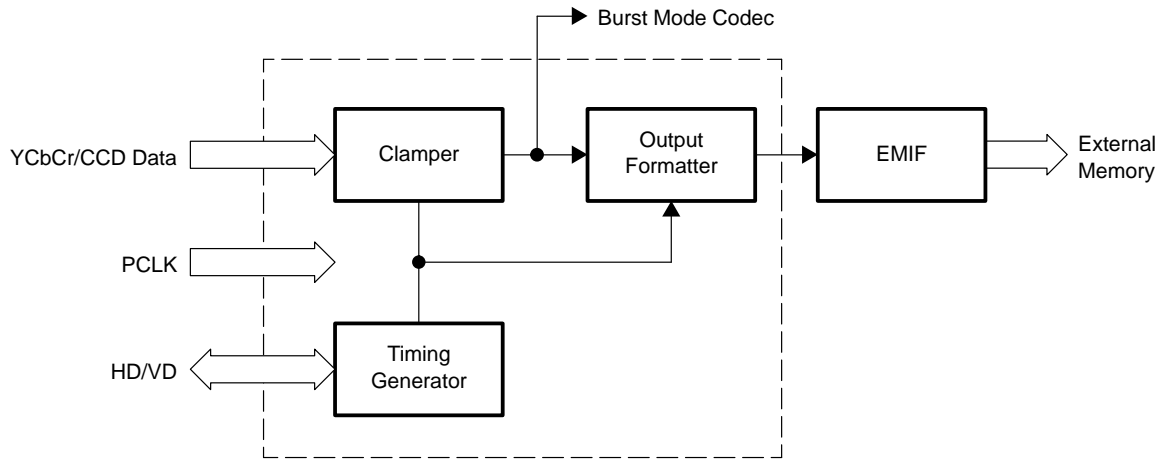 Burst Mode Codec
YCbCr/CCD Data
Clamper
Output
Formatter
EMIF
External
Memory
PCLK
HD/VD
Timing
Generator